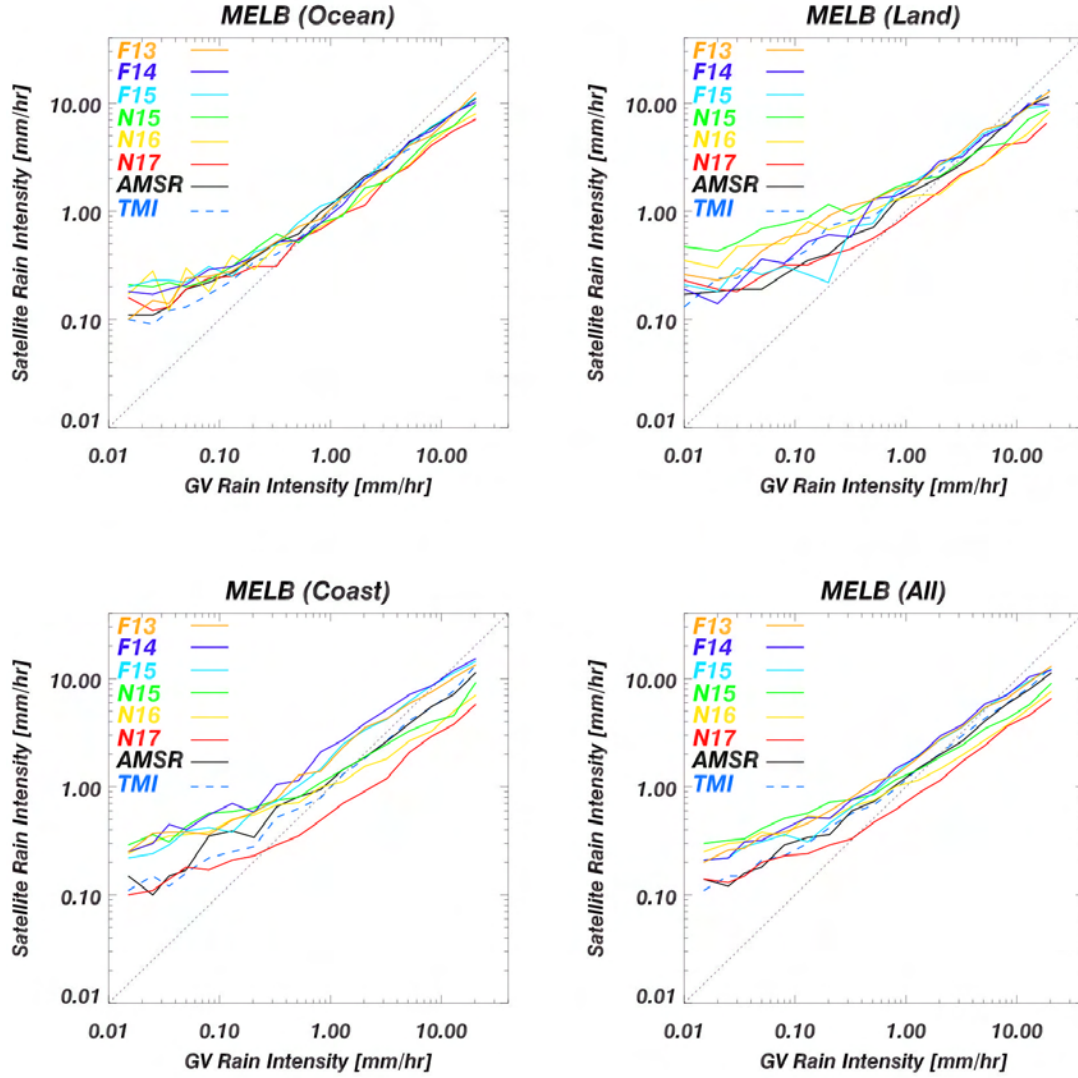 MELB (Ocean)
F13
F14
F15
N15
N16
N17
AMSR
TMI
10.00
1.00
0.10
0.01
Satellite Rain Intensity [mm/hr]
0.01 0.10 1.00 10.00
GV Rain Intensity [mm/hr]
MELB (Land)
F13
F14
F15
N15
N16
N17
AMSR
TMI
10.00
1.00
0.10
0.01
Satellite Rain Intensity [mm/hr]
0.01 0.10 1.00 10.00
GV Rain Intensity [mm/hr]
MELB (Coast)
F13
F14
F15
N15
N16
N17
AMSR
TMI
10.00
1.00
0.10
0.01
Satellite Rain Intensity [mm/hr]
0.01 0.10 1.00 10.00
GV Rain Intensity [mm/hr]
MELB (All)
F13
F14
F15
N15
N16
N17
AMSR
TMI
10.00
1.00
0.10
0.01
Satellite Rain Intensity [mm/hr]
0.01 0.10 1.00 10.00
GV Rain Intensity [mm/hr]